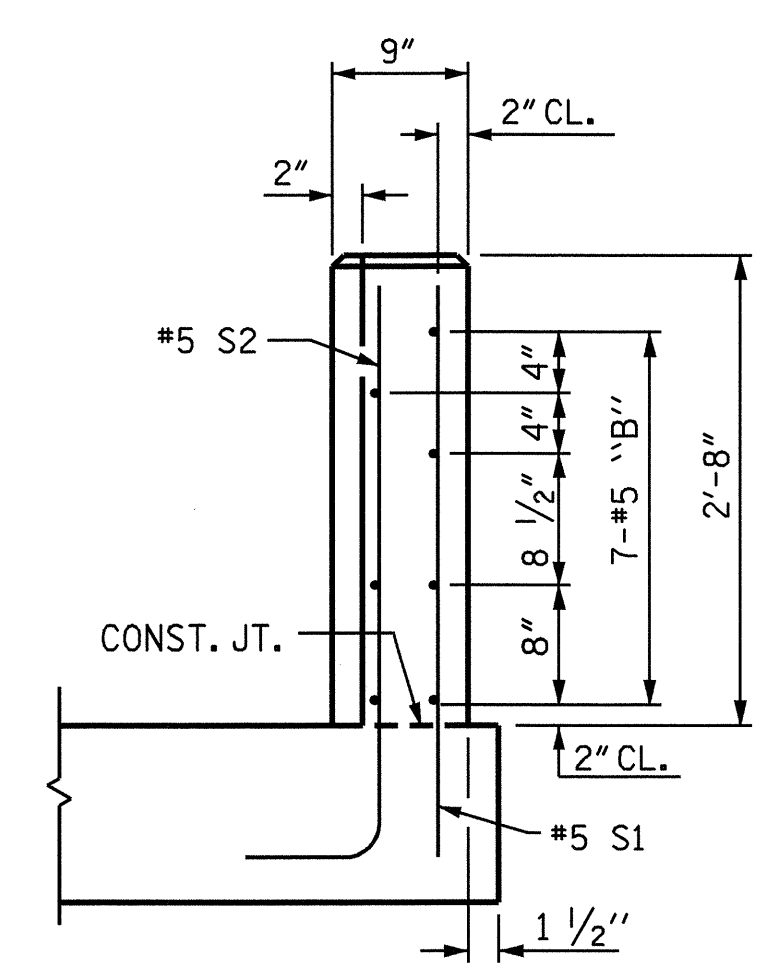 9"
2" CL.
2"
#5 S2
4"
4"
8 1/2"
8"
7-#5 "B"
2'-8"
CONST. JT.
2" CL.
#5 S1
1 1/2"